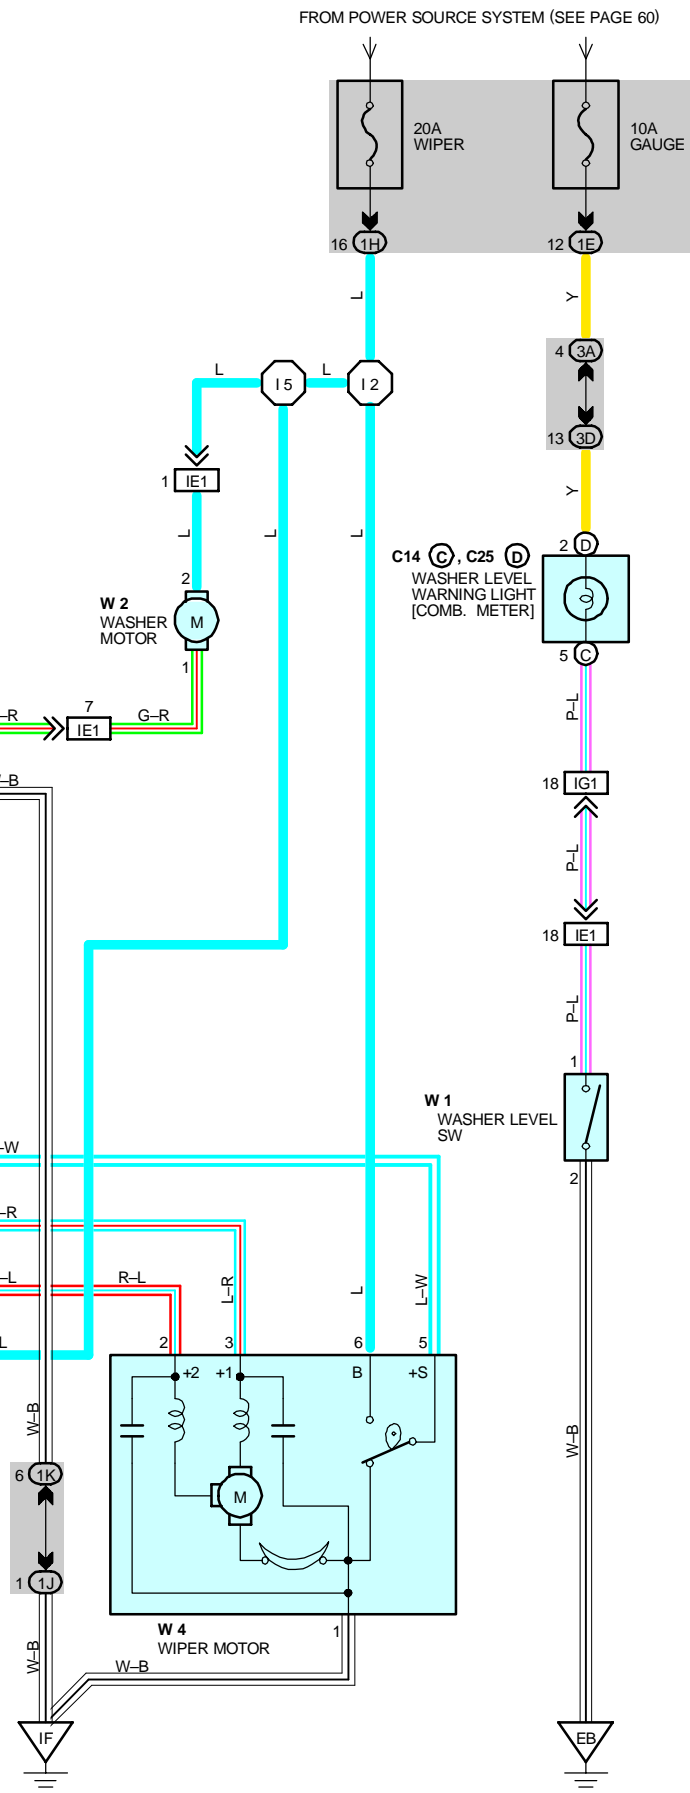 FROM POWER SOURCE SYSTEM (SEE PAGE 60)
20A
WIPER
10A
GAUGE
16 1H
12 1E
L
Y
4 3A
L
L
I 5
I 2
13 3D
1 IE1
Y
L
L
L
C14 C , C25 D
2 D
WASHER LEVEL
WARNING LIGHT
[COMB. METER]
2
W 2
WASHER
MOTOR
M
1
5 C
P–L
7
–R
IE1
G–R
–B
18 IG1
P–L
18 IE1
P–L
1
W 1
WASHER LEVEL
SW
2
–W
–R
–L
R–L
L–R
L
L–W
L
2
3
6
5
+2
+1
B
+S
W–B
W–B
6 1K
M
1 1J
W 4
WIPER MOTOR
1
W–B
W–B
IF
EB